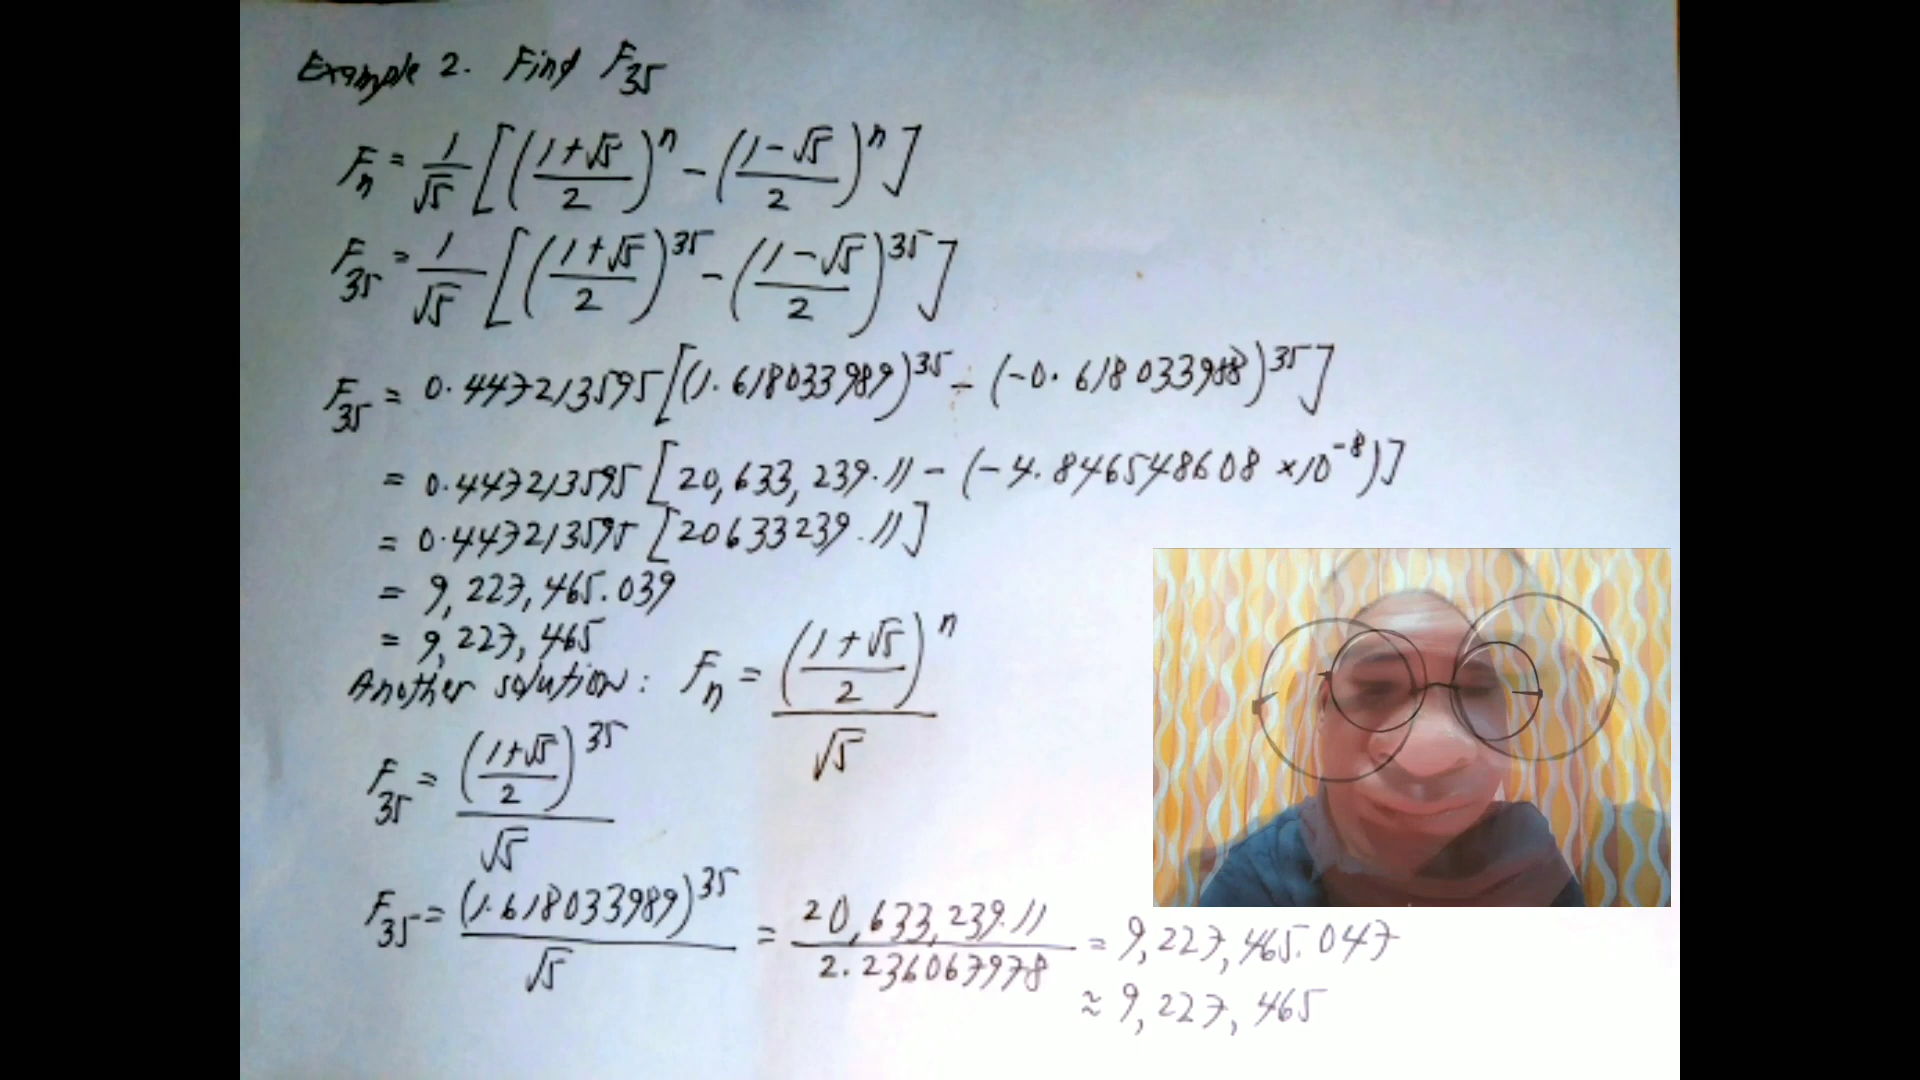 Example 2. Find F₃₅
Fₙ = 1/√5 [((1+√5)/2)ⁿ - ((1-√5)/2)ⁿ]
F₃₅ = 1/√5 [((1+√5)/2)³⁵ - ((1-√5)/2)³⁵]
F₃₅ = 0.447213595[(1.618033989)³⁵ - (-0.618033988)³⁵]
= 0.447213595 [20,633,239.11 - (-4.846548608 ×10⁻⁸)]
= 0.447213595 [20633239.11]
= 9,227,465.039
= 9,227,465
Another solution: Fₙ = ((1+√5)/2)ⁿ/√5
F₃₅ = ((1+√5)/2)³⁵/√5
F₃₅ = (1.618033989)³⁵/√5 = 20,633,239.11/2.236067978 = 9,227,465.047
≈ 9,227,465